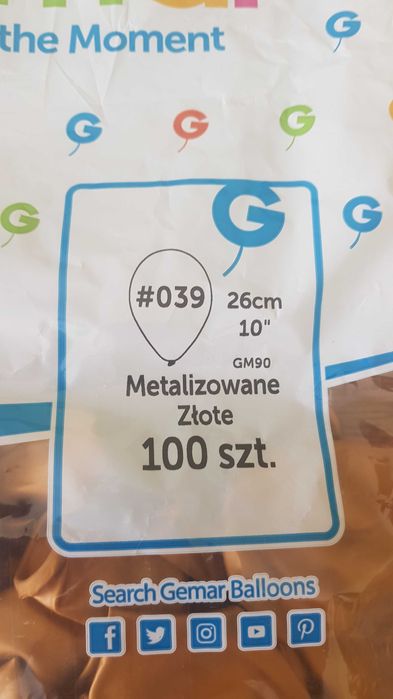 the Moment
G
G
G
G
G
G
G
#039
26cm
10"
GM90
Metalizowane
Złote
100 szt.
Search Gemar Balloons